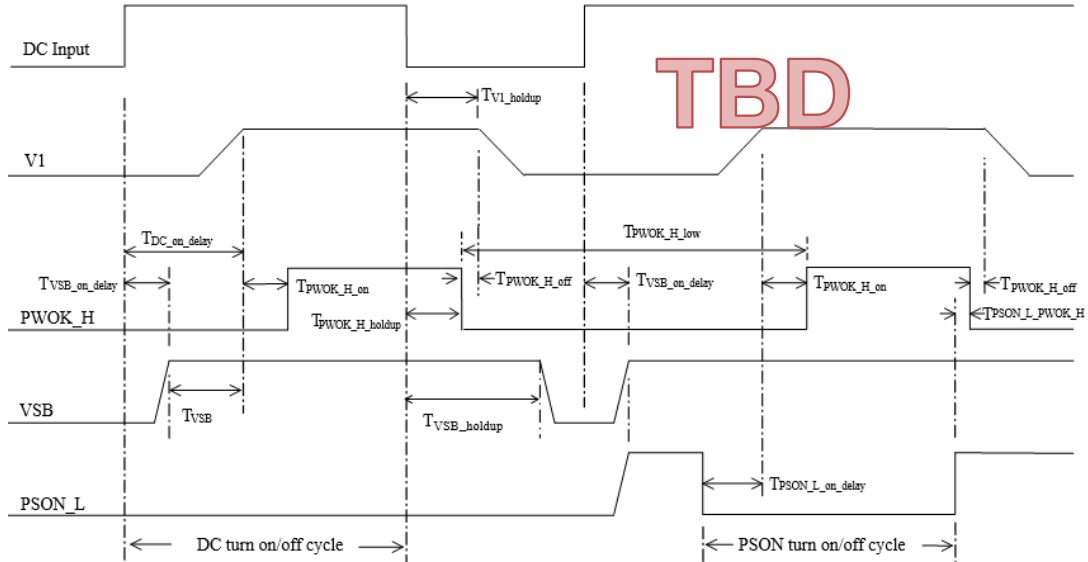 DC Input
TBD
TV1_holdup
V1
TDC_on_delay
TPWOK_H_low
TVSB_on_delay
TPWOK_H_on
TPWOK_H_off
TVSB_on_delay
TPWOK_H_on
TPWOK_H_off
PWOK_H
TPWOK_H_holdup
TPSON_L_PWOK_H
VSB
TVSB
TVSB_holdup
PSON_L
TPSON_L_on_delay
DC turn on/off cycle
PSON turn on/off cycle